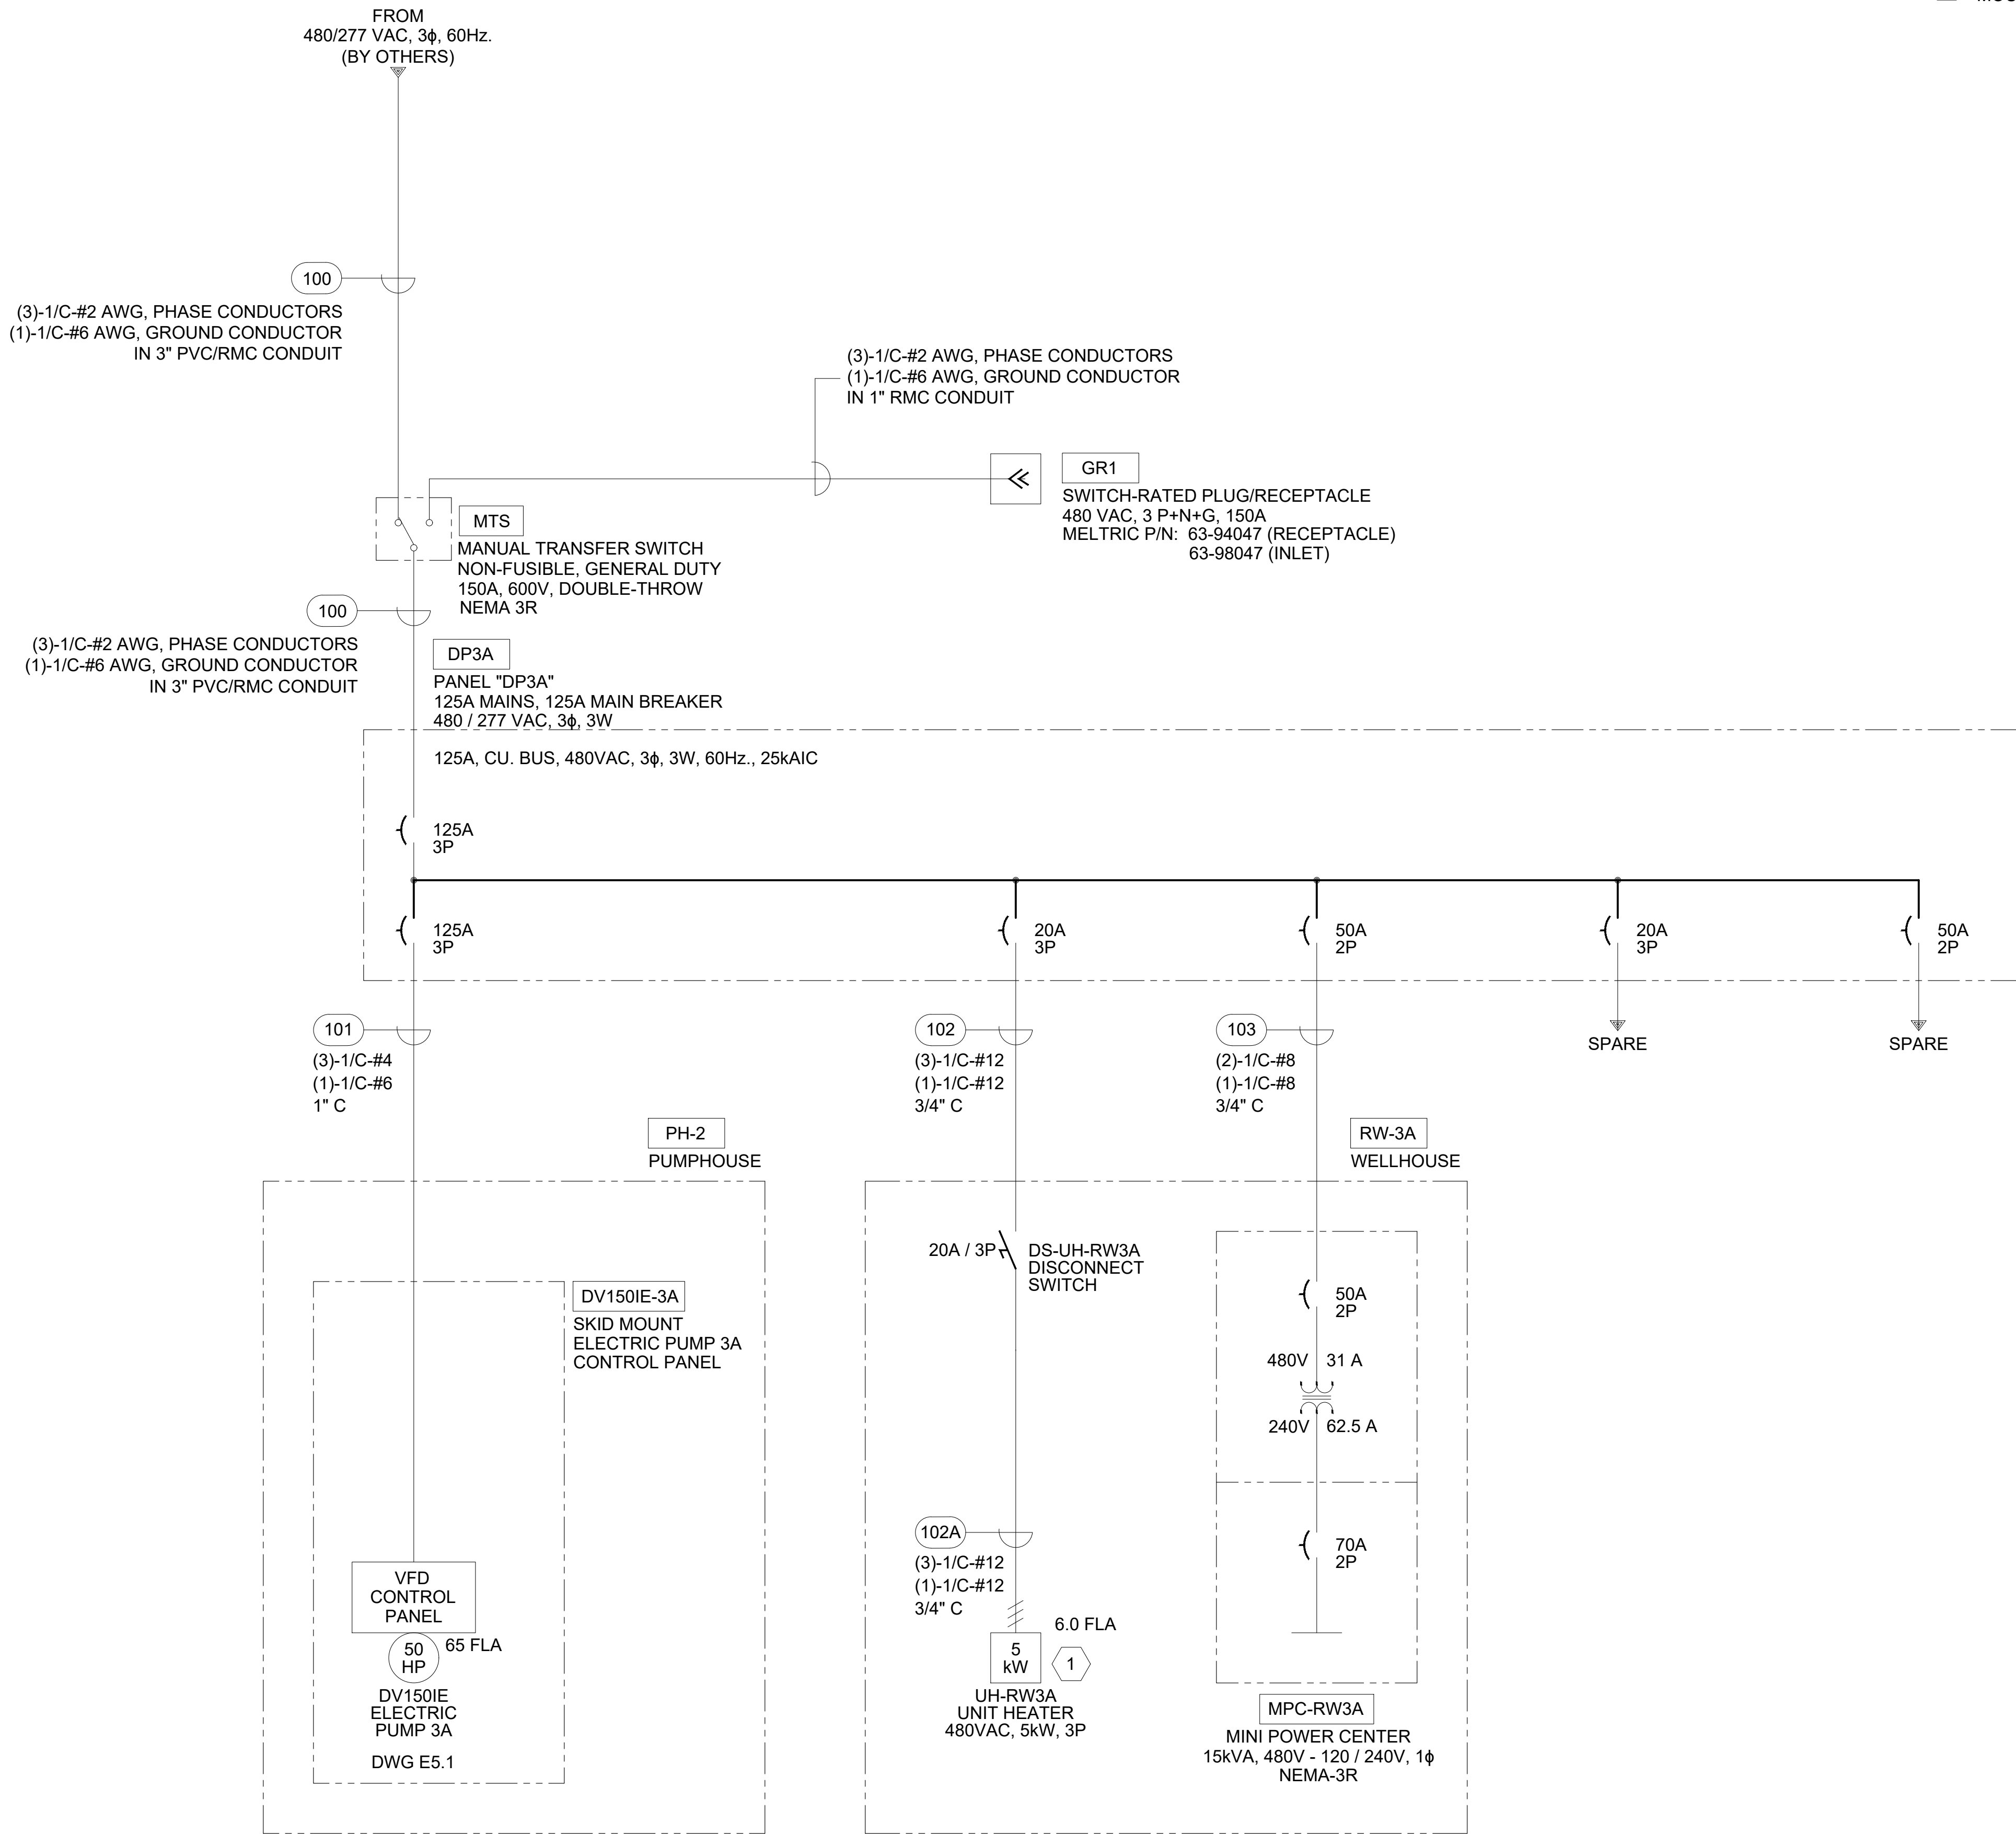 FROM
480/277 VAC, 3ϕ, 60Hz.
(BY OTHERS)
100
(3)-1/C-#2 AWG, PHASE CONDUCTORS
(1)-1/C-#6 AWG, GROUND CONDUCTOR
IN 3" PVC/RMC CONDUIT
(3)-1/C-#2 AWG, PHASE CONDUCTORS
(1)-1/C-#6 AWG, GROUND CONDUCTOR
IN 1" RMC CONDUIT
GR1
SWITCH-RATED PLUG/RECEPTACLE
480 VAC, 3 P+N+G, 150A
MELTRIC P/N: 63-94047 (RECEPTACLE)
63-98047 (INLET)
MTS
MANUAL TRANSFER SWITCH
NON-FUSIBLE, GENERAL DUTY
150A, 600V, DOUBLE-THROW
NEMA 3R
100
(3)-1/C-#2 AWG, PHASE CONDUCTORS
(1)-1/C-#6 AWG, GROUND CONDUCTOR
IN 3" PVC/RMC CONDUIT
DP3A
PANEL "DP3A"
125A MAINS, 125A MAIN BREAKER
480 / 277 VAC, 3ϕ, 3W
125A, CU. BUS, 480VAC, 3ϕ, 3W, 60Hz., 25kAIC
125A
3P
125A
3P
20A
3P
50A
2P
20A
3P
50A
2P
101
(3)-1/C-#4
(1)-1/C-#6
1" C
102
(3)-1/C-#12
(1)-1/C-#12
3/4" C
103
(2)-1/C-#8
(1)-1/C-#8
3/4" C
SPARE
SPARE
PH-2
PUMPHOUSE
RW-3A
WELLHOUSE
20A / 3P
DS-UH-RW3A
DISCONNECT
SWITCH
DV150IE-3A
SKID MOUNT
ELECTRIC PUMP 3A
CONTROL PANEL
50A
2P
480V
31 A
240V
62.5 A
70A
2P
102A
(3)-1/C-#12
(1)-1/C-#12
3/4" C
VFD
CONTROL
PANEL
50
HP
65 FLA
DV150IE
ELECTRIC
PUMP 3A
DWG E5.1
6.0 FLA
5
kW
1
UH-RW3A
UNIT HEATER
480VAC, 5kW, 3P
MPC-RW3A
MINI POWER CENTER
15kVA, 480V - 120 / 240V, 1ϕ
NEMA-3R